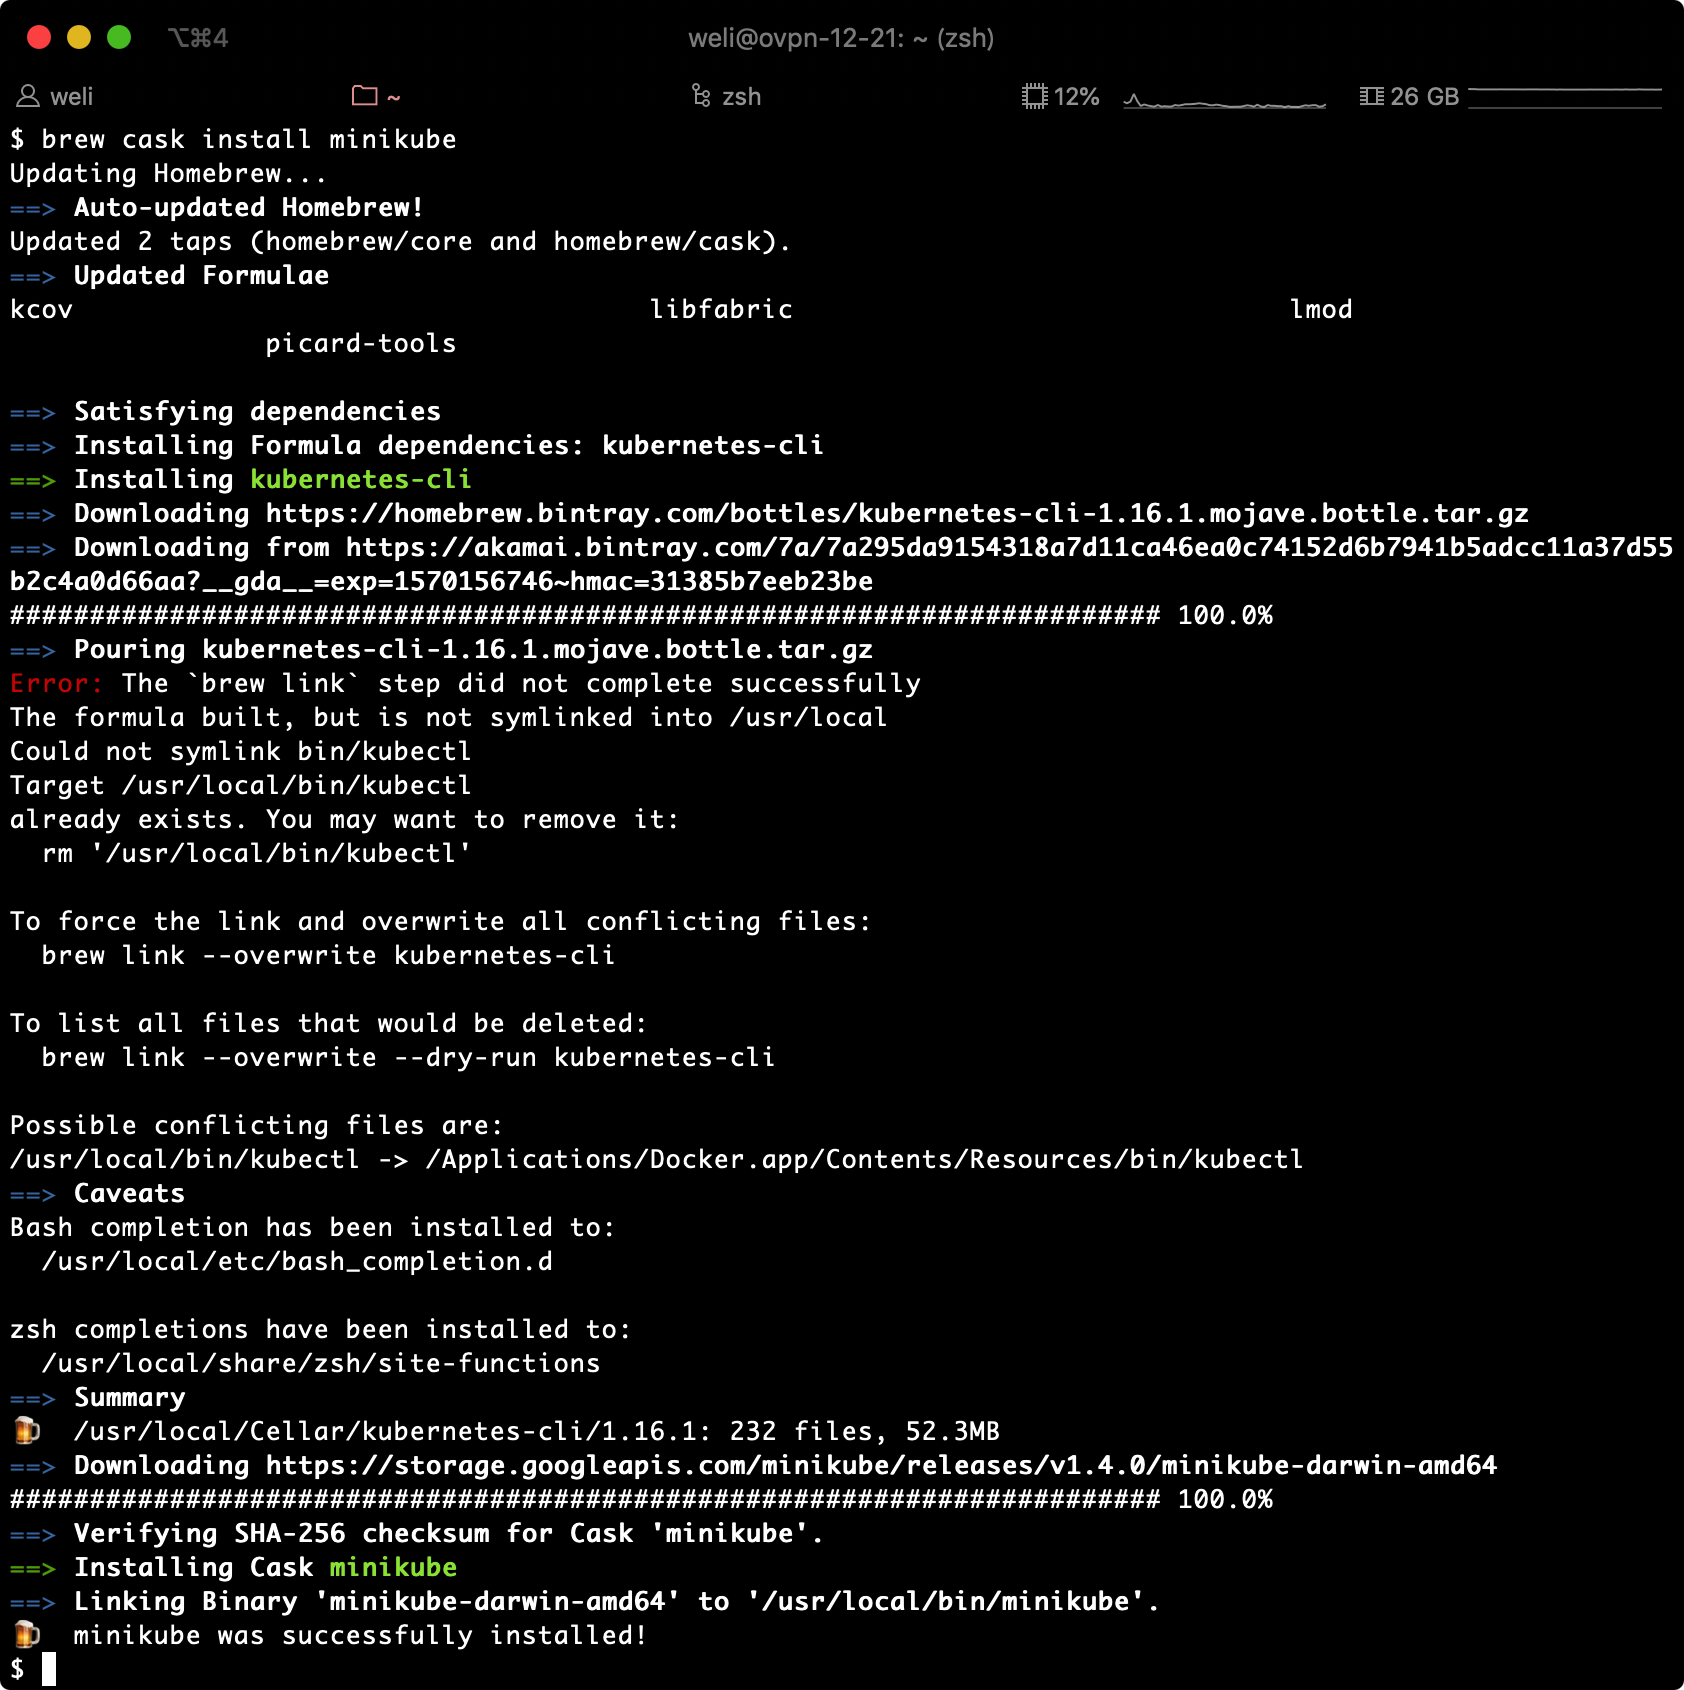 ⌥⌘4
weli@ovpn-12-21: ~ (zsh)
weli ~ zsh 12% 26 GB
$ brew cask install minikube
Updating Homebrew...
==> Auto-updated Homebrew!
Updated 2 taps (homebrew/core and homebrew/cask).
==> Updated Formulae
kcov libfabric lmod
picard-tools
==> Satisfying dependencies
==> Installing Formula dependencies: kubernetes-cli
==> Installing kubernetes-cli
==> Downloading https://homebrew.bintray.com/bottles/kubernetes-cli-1.16.1.mojave.bottle.tar.gz
==> Downloading from https://akamai.bintray.com/7a/7a295da9154318a7d11ca46ea0c74152d6b7941b5adcc11a37d55
b2c4a0d66aa?__gda__=exp=1570156746~hmac=31385b7eeb23be
######################################################################## 100.0%
==> Pouring kubernetes-cli-1.16.1.mojave.bottle.tar.gz
Error: The `brew link` step did not complete successfully
The formula built, but is not symlinked into /usr/local
Could not symlink bin/kubectl
Target /usr/local/bin/kubectl
already exists. You may want to remove it:
  rm '/usr/local/bin/kubectl'
To force the link and overwrite all conflicting files:
  brew link --overwrite kubernetes-cli
To list all files that would be deleted:
  brew link --overwrite --dry-run kubernetes-cli
Possible conflicting files are:
/usr/local/bin/kubectl -> /Applications/Docker.app/Contents/Resources/bin/kubectl
==> Caveats
Bash completion has been installed to:
  /usr/local/etc/bash_completion.d
zsh completions have been installed to:
  /usr/local/share/zsh/site-functions
==> Summary
🍺  /usr/local/Cellar/kubernetes-cli/1.16.1: 232 files, 52.3MB
==> Downloading https://storage.googleapis.com/minikube/releases/v1.4.0/minikube-darwin-amd64
######################################################################## 100.0%
==> Verifying SHA-256 checksum for Cask 'minikube'.
==> Installing Cask minikube
==> Linking Binary 'minikube-darwin-amd64' to '/usr/local/bin/minikube'.
🍺  minikube was successfully installed!
$